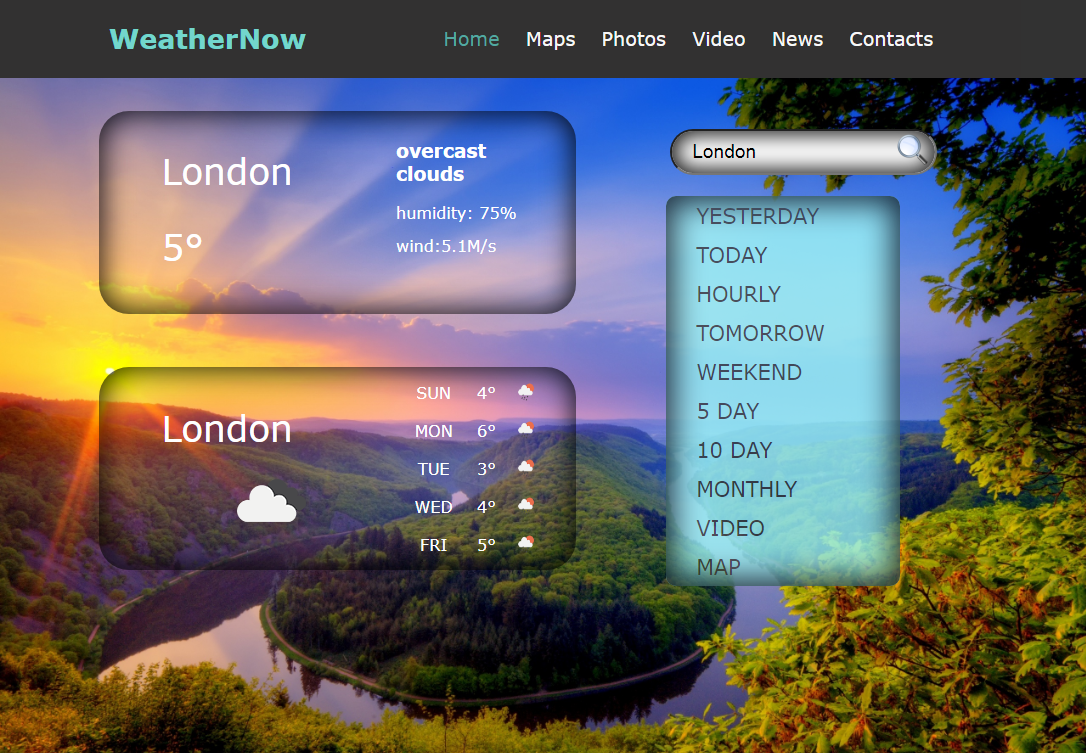 WeatherNow
Home Maps Photos Video News Contacts
London
5°
overcast
clouds
humidity: 75%
wind:5.1M/s
London
SUN 4°
MON 6°
TUE 3°
WED 4°
FRI 5°
London
YESTERDAY
TODAY
HOURLY
TOMORROW
WEEKEND
5 DAY
10 DAY
MONTHLY
VIDEO
MAP